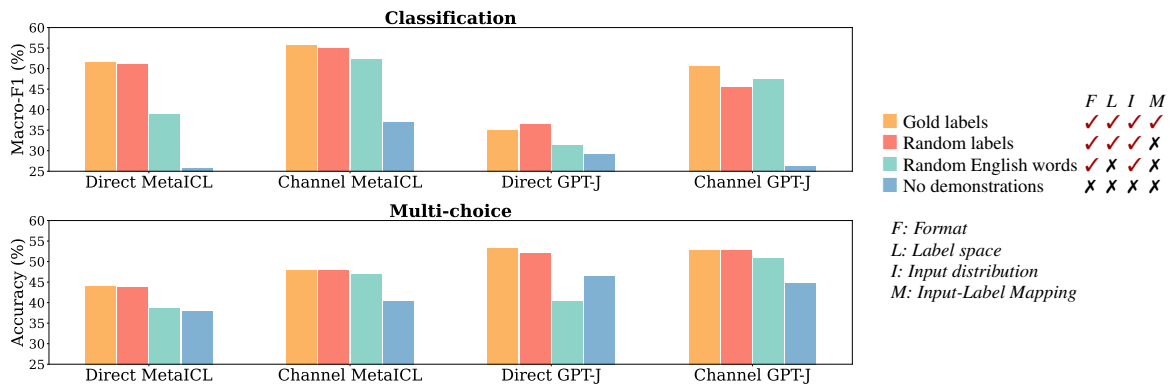 Classification
Macro-F1 (%)
60
55
50
45
40
35
30
25
Direct MetaICL Channel MetaICL Direct GPT-J Channel GPT-J
Multi-choice
Accuracy (%)
60
55
50
45
40
35
30
25
Direct MetaICL Channel MetaICL Direct GPT-J Channel GPT-J
F L I M
Gold labels ✓ ✓ ✓ ✓
Random labels ✓ ✓ ✓ ✗
Random English words ✓ ✗ ✓ ✗
No demonstrations ✗ ✗ ✗ ✗
F: Format
L: Label space
I: Input distribution
M: Input-Label Mapping